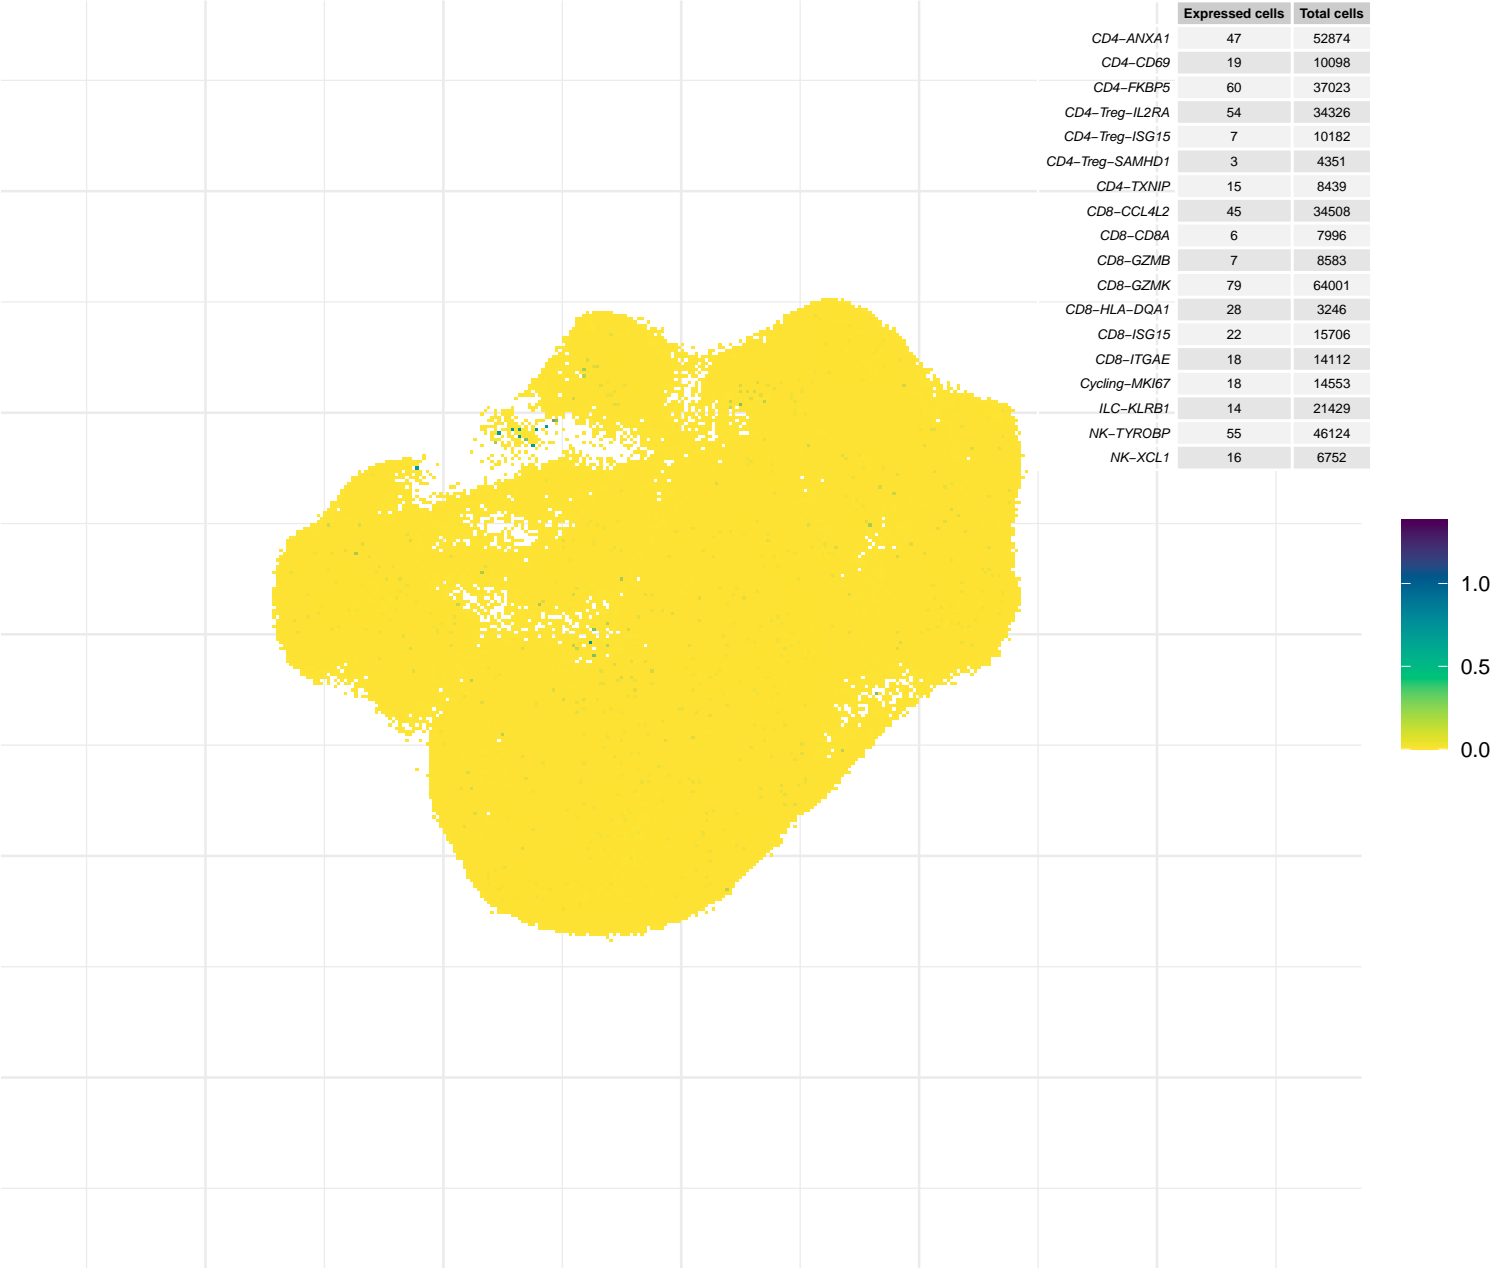 Expressed cells Total cells
CD4−ANXA1 47 52874
CD4−CD69 19 10098
CD4−FKBP5 60 37023
CD4−Treg−IL2RA 54 34326
CD4−Treg−ISG15 7 10182
CD4−Treg−SAMHD1 3 4351
CD4−TXNIP 15 8439
CD8−CCL4L2 45 34508
CD8−CD8A 6 7996
CD8−GZMB 7 8583
CD8−GZMK 79 64001
CD8−HLA−DQA1 28 3246
CD8−ISG15 22 15706
CD8−ITGAE 18 14112
Cycling−MKI67 18 14553
ILC−KLRB1 14 21429
NK−TYROBP 55 46124
NK−XCL1 16 6752
1.0
0.5
0.0